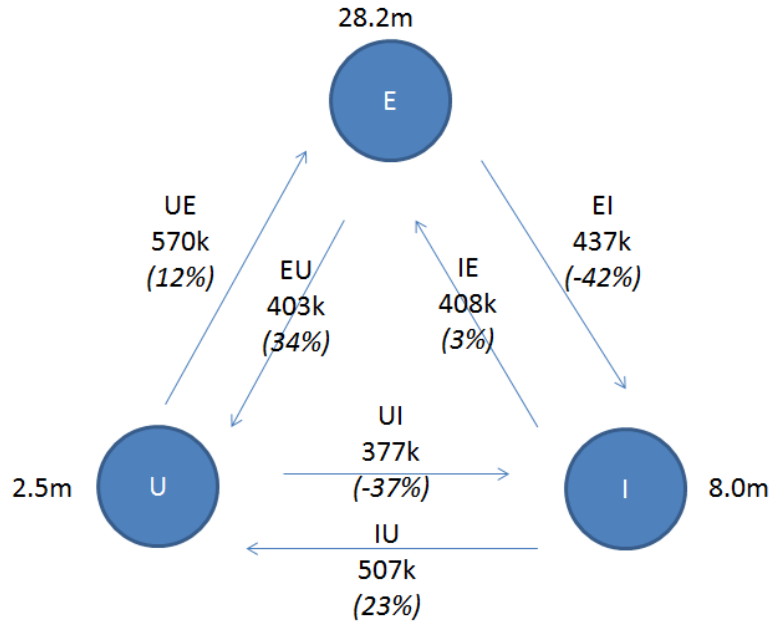 28.2m
E
UE
570k
(12%)
EU
403k
(34%)
IE
408k
(3%)
EI
437k
(-42%)
UI
377k
(-37%)
2.5m
U
I
8.0m
IU
507k
(23%)